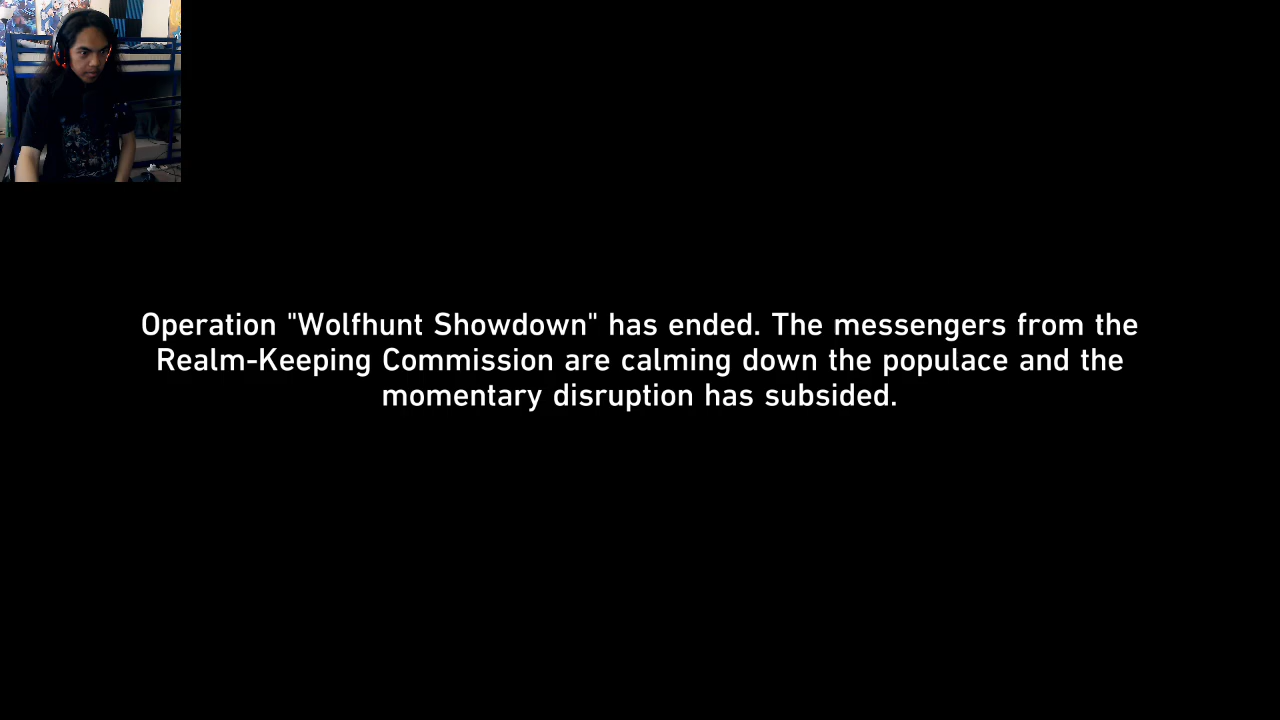 Operation "Wolfhunt Showdown" has ended. The messengers from the
Realm-Keeping Commission are calming down the populace and the
momentary disruption has subsided.